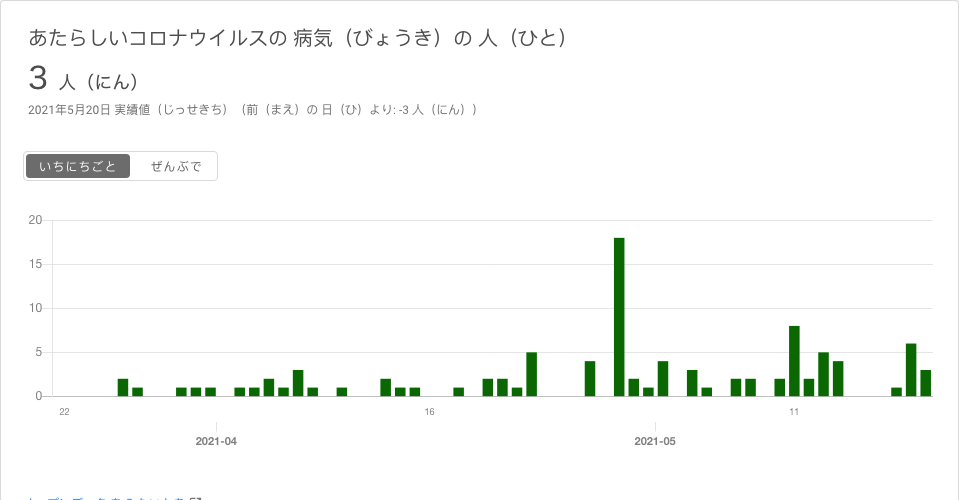 あたらしいコロナウイルスの 病気（びょうき）の 人（ひと）
3 人（にん）
2021年5月20日 実績値（じっせきち）（前（まえ）の 日（ひ）より: -3 人（にん））
いちにちごと ぜんぶで
20
15
10
5
0
22 16 11
2021-04 2021-05